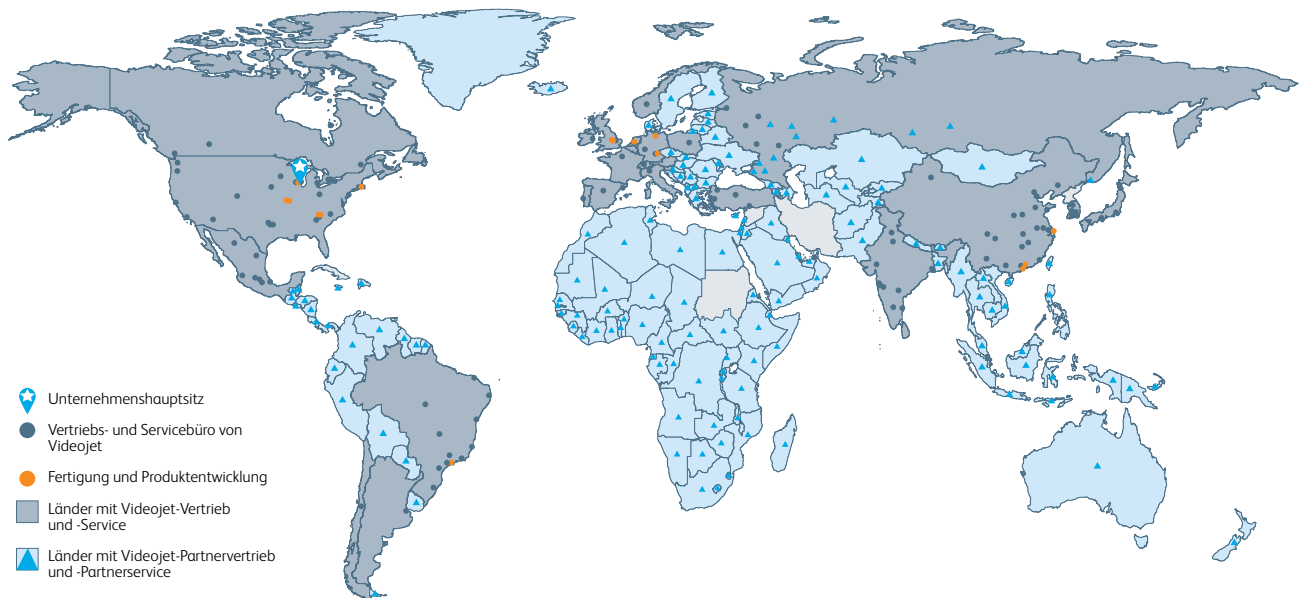 Unternehmenshauptsitz
Vertriebs- und Servicebüro von
Videojet
Fertigung und Produktentwicklung
Länder mit Videojet-Vertrieb
und -Service
Länder mit Videojet-Partnervertrieb
und -Partnerservice